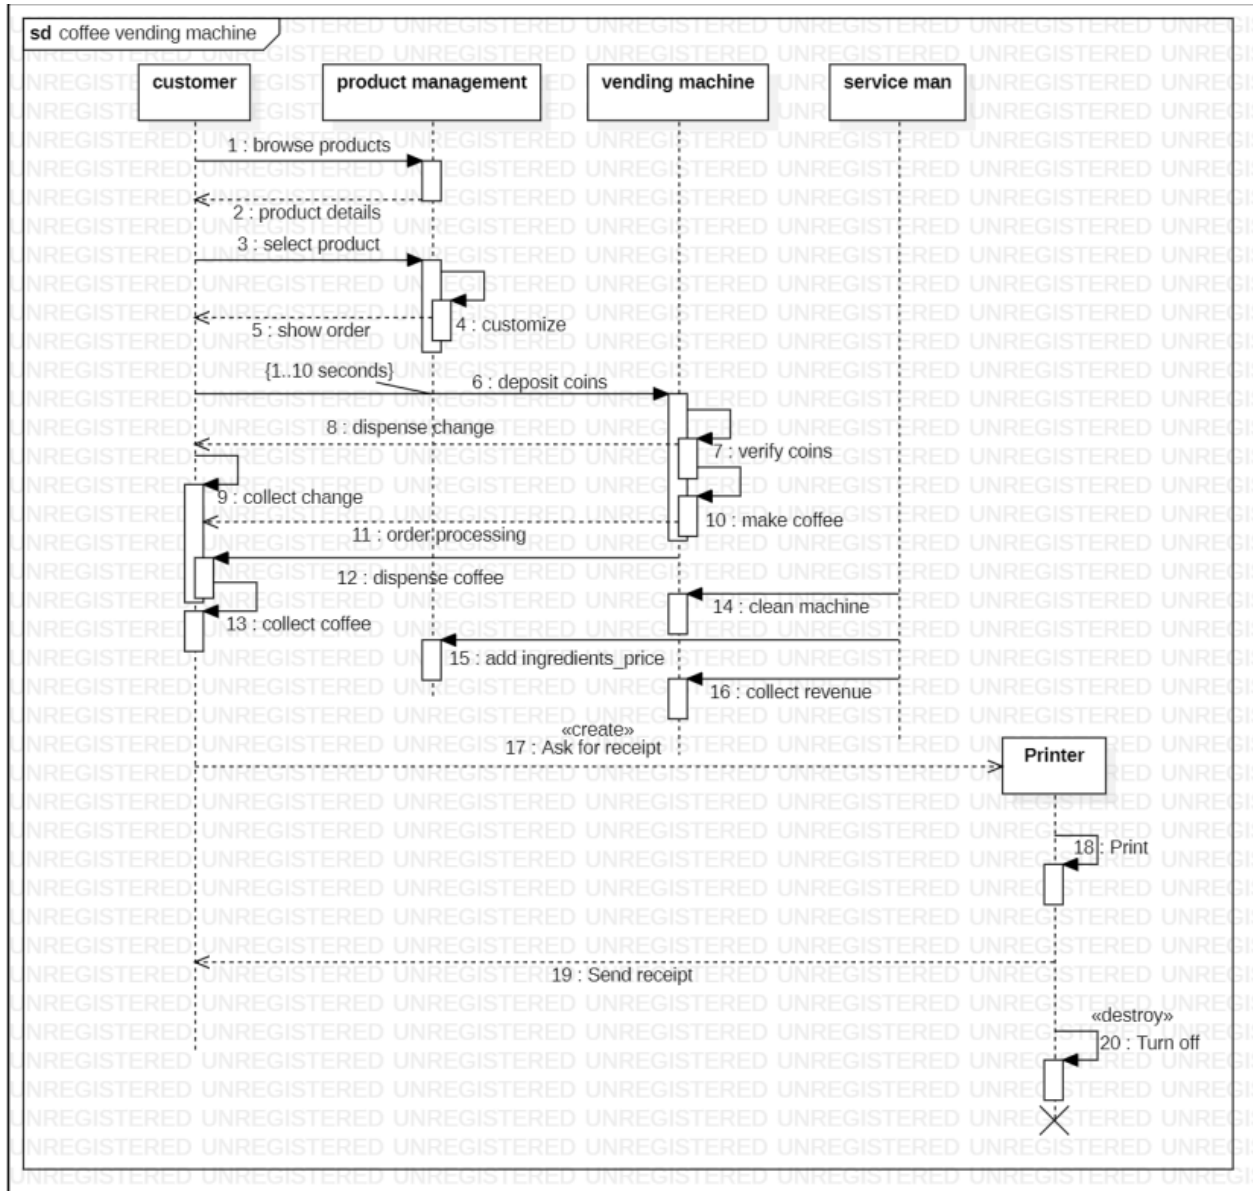 sd coffee vending machine
customer
product management
vending machine
service man
1 : browse products
2 : product details
3 : select product
4 : customize
5 : show order
{1..10 seconds}
6 : deposit coins
8 : dispense change
7 : verify coins
9 : collect change
10 : make coffee
11 : order processing
12 : dispense coffee
14 : clean machine
13 : collect coffee
15 : add ingredients_price
16 : collect revenue
«create»
17 : Ask for receipt
Printer
18 : Print
19 : Send receipt
«destroy»
20 : Turn off
UNREGISTERED